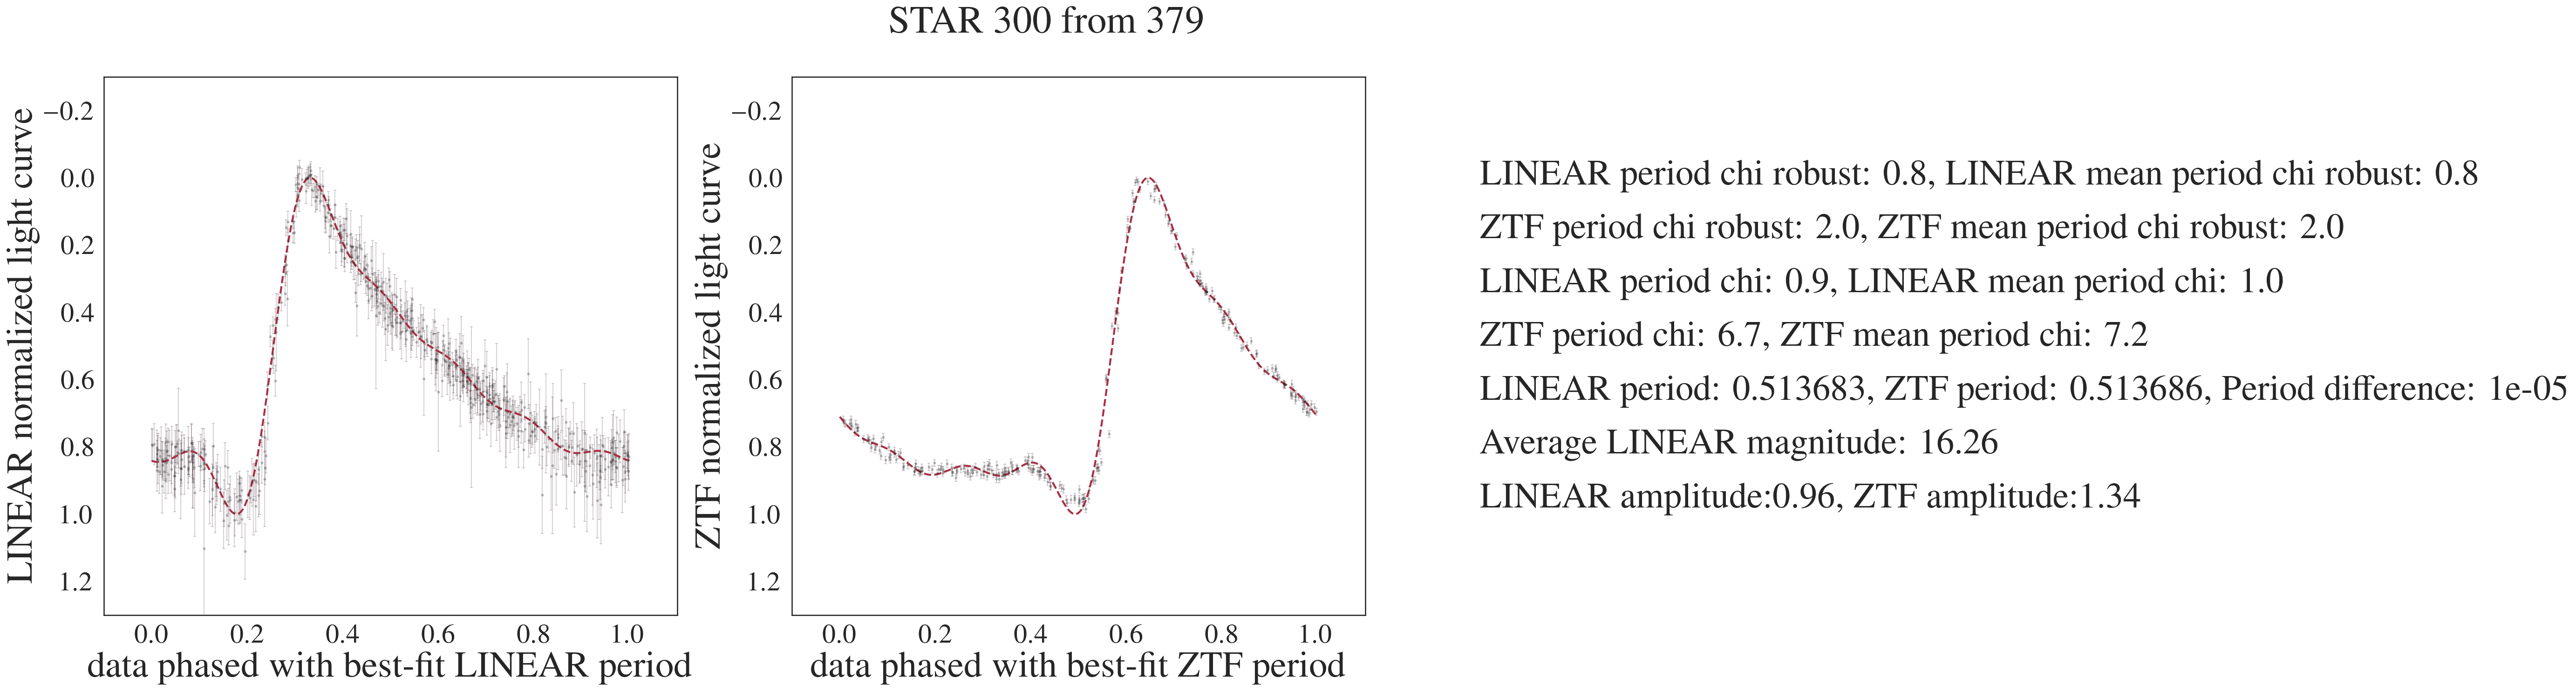 STAR 300 from 379
LINEAR normalized light curve
−0.2
0.0
0.2
0.4
0.6
0.8
1.0
1.2
0.0 0.2 0.4 0.6 0.8 1.0
data phased with best-fit LINEAR period
ZTF normalized light curve
−0.2
0.0
0.2
0.4
0.6
0.8
1.0
1.2
0.0 0.2 0.4 0.6 0.8 1.0
data phased with best-fit ZTF period
LINEAR period chi robust: 0.8, LINEAR mean period chi robust: 0.8
ZTF period chi robust: 2.0, ZTF mean period chi robust: 2.0
LINEAR period chi: 0.9, LINEAR mean period chi: 1.0
ZTF period chi: 6.7, ZTF mean period chi: 7.2
LINEAR period: 0.513683, ZTF period: 0.513686, Period difference: 1e-05
Average LINEAR magnitude: 16.26
LINEAR amplitude:0.96, ZTF amplitude:1.34